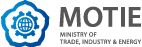 MOTIE
MINISTRY OF
TRADE, INDUSTRY & ENERGY